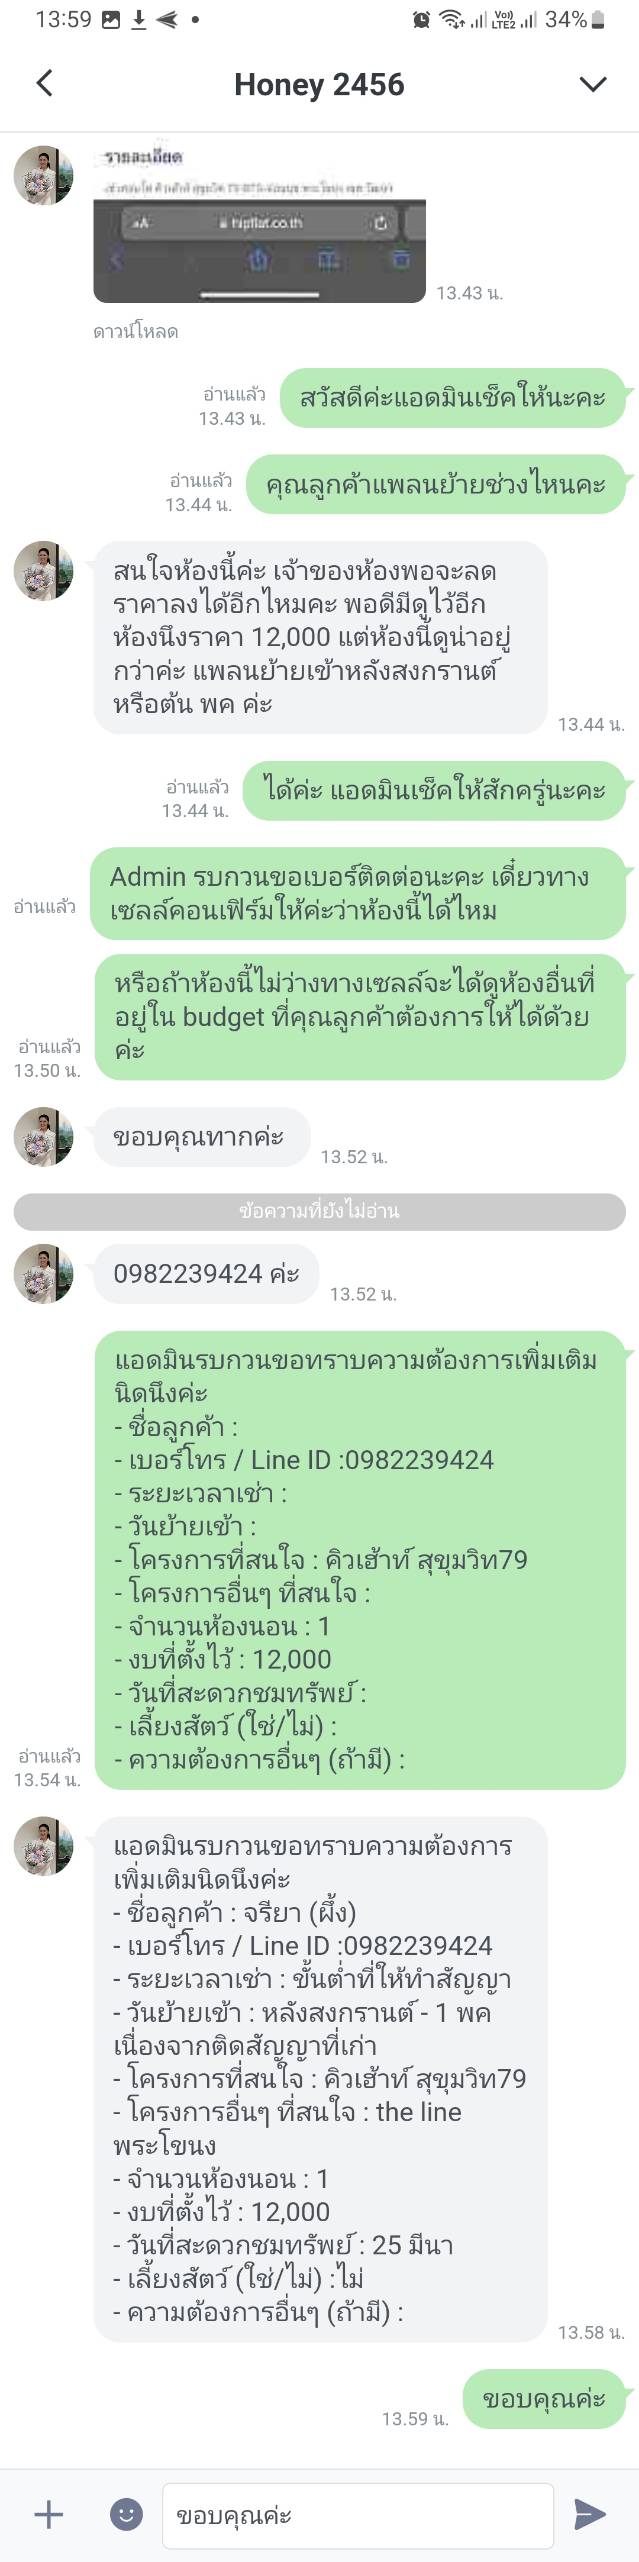 13:59
Vo))
LTE2
34%
Honey 2456
รายละเอียด
AA
hipflat.co.th
13.43 น.
ดาวน์โหลด
อ่านแล้ว
13.43 น.
สวัสดีค่ะแอดมินเช็คให้นะคะ
อ่านแล้ว
13.44 น.
คุณลูกค้าแพลนย้ายช่วงไหนคะ
สนใจห้องนี้ค่ะ เจ้าของห้องพอจะลด
ราคาลงได้อีกไหมคะ พอดีมีดูไว้อีก
ห้องนึงราคา 12,000 แต่ห้องนี้ดูน่าอยู่
กว่าค่ะ แพลนย้ายเข้าหลังสงกรานต์
หรือต้น พค ค่ะ
13.44 น.
อ่านแล้ว
13.44 น.
ได้ค่ะ แอดมินเช็คให้สักครู่นะคะ
Admin รบกวนขอเบอร์ติดต่อนะคะ เดี๋ยวทาง
เซลล์คอนเฟิร์มให้ค่ะว่าห้องนี้ได้ไหม
อ่านแล้ว
หรือถ้าห้องนี้ไม่ว่างทางเซลล์จะได้ดูห้องอื่นที่
อยู่ใน budget ที่คุณลูกค้าต้องการให้ได้ด้วย
ค่ะ
อ่านแล้ว
13.50 น.
ขอบคุณทากค่ะ
13.52 น.
ข้อความที่ยังไม่อ่าน
0982239424 ค่ะ
13.52 น.
แอดมินรบกวนขอทราบความต้องการเพิ่มเติม
นิดนึงค่ะ
- ชื่อลูกค้า :
- เบอร์โทร / Line ID :0982239424
- ระยะเวลาเช่า :
- วันย้ายเข้า :
- โครงการที่สนใจ : คิวเฮ้าท์ สุขุมวิท79
- โครงการอื่นๆ ที่สนใจ :
- จำนวนห้องนอน : 1
- งบที่ตั้งไว้ : 12,000
- วันที่สะดวกชมทรัพย์ :
- เลี้ยงสัตว์ (ใช่/ไม่) :
- ความต้องการอื่นๆ (ถ้ามี) :
อ่านแล้ว
13.54 น.
แอดมินรบกวนขอทราบความต้องการ
เพิ่มเติมนิดนึงค่ะ
- ชื่อลูกค้า : จรียา (ผึ้ง)
- เบอร์โทร / Line ID :0982239424
- ระยะเวลาเช่า : ขั้นต่ำที่ให้ทำสัญญา
- วันย้ายเข้า : หลังสงกรานต์ - 1 พค
เนื่องจากติดสัญญาที่เก่า
- โครงการที่สนใจ : คิวเฮ้าท์ สุขุมวิท79
- โครงการอื่นๆ ที่สนใจ : the line
พระโขนง
- จำนวนห้องนอน : 1
- งบที่ตั้งไว้ : 12,000
- วันที่สะดวกชมทรัพย์ : 25 มีนา
- เลี้ยงสัตว์ (ใช่/ไม่) :ไม่
- ความต้องการอื่นๆ (ถ้ามี) :
13.58 น.
13.59 น.
ขอบคุณค่ะ
ขอบคุณค่ะ